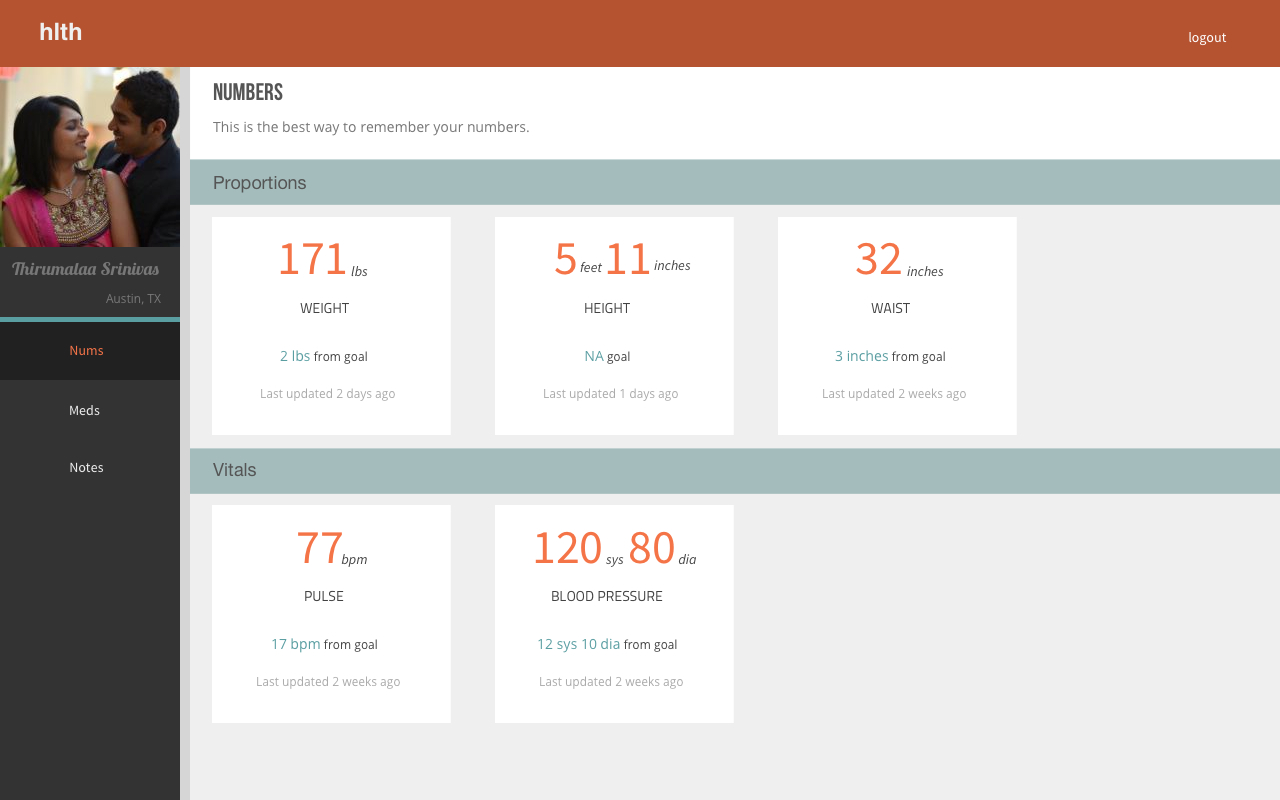 hlth
logout
Thirumalaa Srinivas
Austin, TX
Nums
Meds
Notes
NUMBERS
This is the best way to remember your numbers.
Proportions
171 lbs
WEIGHT
2 lbs from goal
Last updated 2 days ago
5 feet 11 inches
HEIGHT
NA goal
Last updated 1 days ago
32 inches
WAIST
3 inches from goal
Last updated 2 weeks ago
Vitals
77 bpm
PULSE
17 bpm from goal
Last updated 2 weeks ago
120 sys 80 dia
BLOOD PRESSURE
12 sys 10 dia from goal
Last updated 2 weeks ago